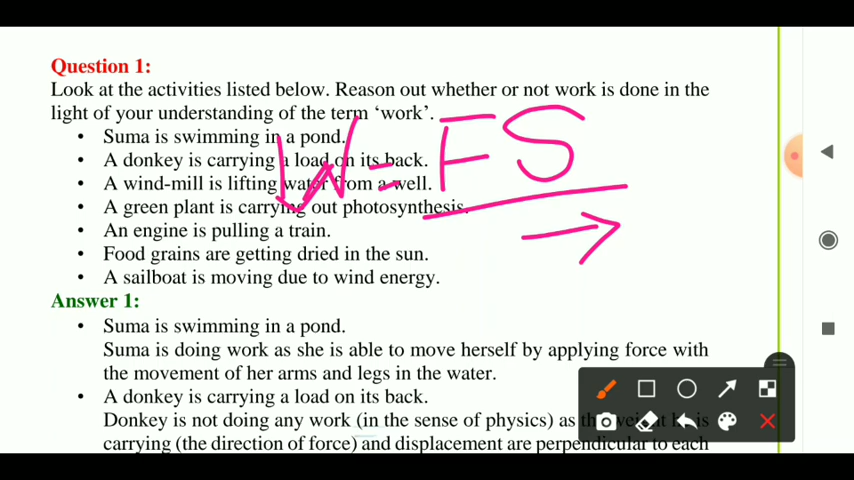 Question 1:
Look at the activities listed below. Reason out whether or not work is done in the
light of your understanding of the term ‘work’.
• Suma is swimming in a pond.
• A donkey is carrying a load on its back.
• A wind-mill is lifting water from a well.
• A green plant is carrying out photosynthesis.
• An engine is pulling a train.
• Food grains are getting dried in the sun.
• A sailboat is moving due to wind energy.
W = FS
Answer 1:
• Suma is swimming in a pond.
Suma is doing work as she is able to move herself by applying force with
the movement of her arms and legs in the water.
• A donkey is carrying a load on its back.
Donkey is not doing any work (in the sense of physics) as the is
carrying (the direction of force) and displacement are perpendicular to each